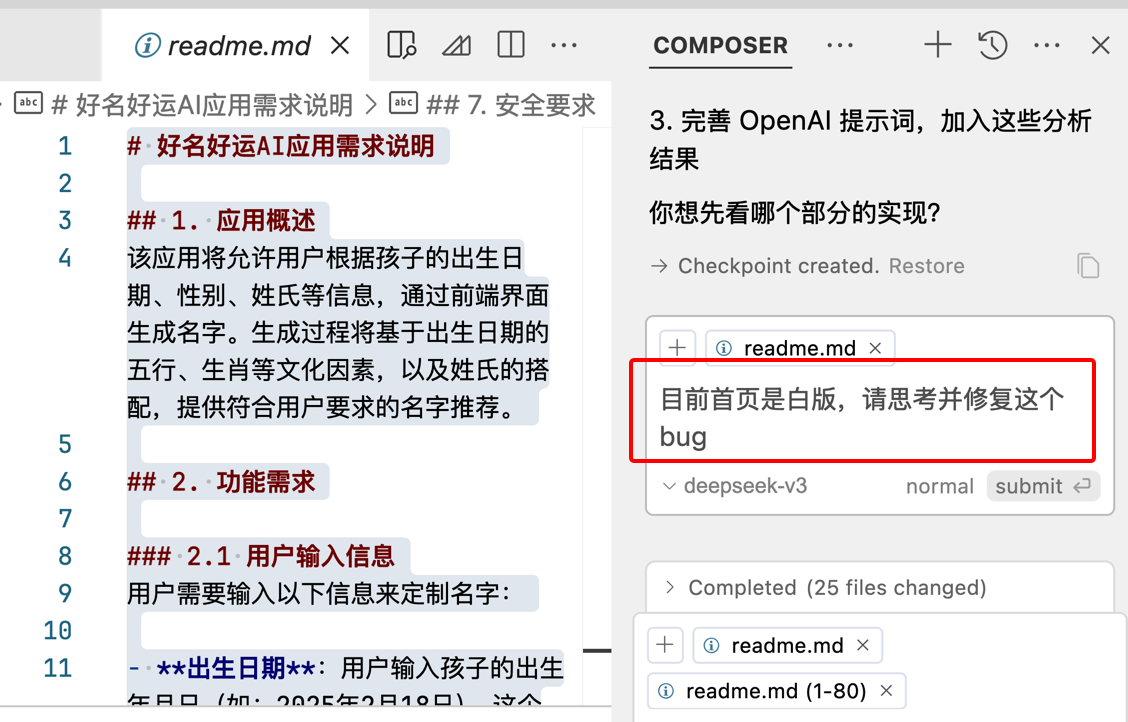 readme.md
abc # 好名好运AI应用需求说明 > abc ## 7. 安全要求
1 # 好名好运AI应用需求说明
2
3 ## 1. 应用概述
4 该应用将允许用户根据孩子的出生日
期、性别、姓氏等信息，通过前端界面
生成名字。生成过程将基于出生日期的
五行、生肖等文化因素，以及姓氏的搭
配，提供符合用户要求的名字推荐。
5
6 ## 2. 功能需求
7
8 ### 2.1 用户输入信息
9 用户需要输入以下信息来定制名字：
10
11 - **出生日期**：用户输入孩子的出生
年月日（如：2025年2月18日），这个
COMPOSER
3. 完善 OpenAI 提示词，加入这些分析
结果
你想先看哪个部分的实现?
Checkpoint created. Restore
readme.md
目前首页是白版，请思考并修复这个
bug
deepseek-v3 normal submit
Completed (25 files changed)
readme.md
readme.md (1-80)